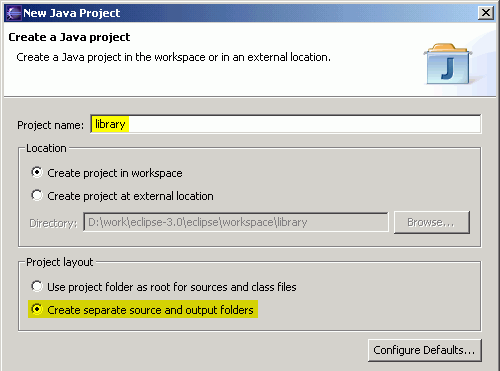 New Java Project
Create a Java project
Create a Java project in the workspace or in an external location.
J
Project name: library
Location
Create project in workspace
Create project at external location
Directory: D:\work\eclipse-3.0\eclipse\workspace\library Browse...
Project layout
Use project folder as root for sources and class files
Create separate source and output folders
Configure Defaults...